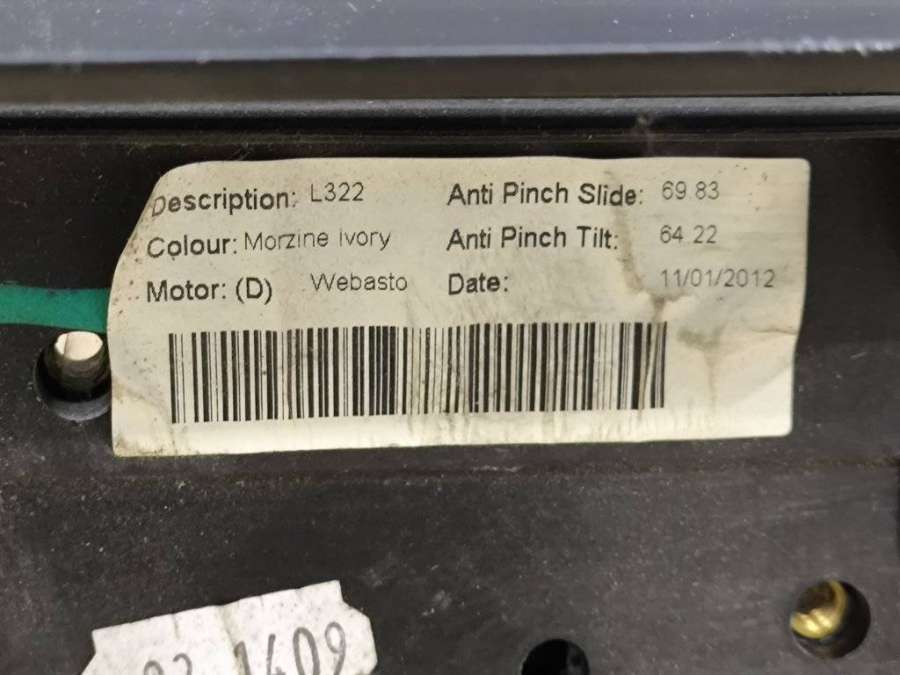 Description: L322 Anti Pinch Slide: 69.83
Colour: Morzine Ivory Anti Pinch Tilt: 64.22
Motor: (D) Webasto Date: 11/01/2012
1409